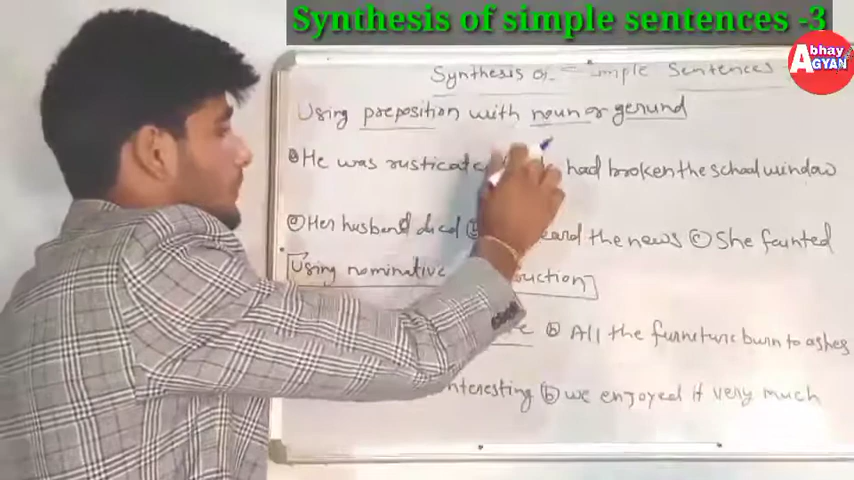 Synthesis of simple sentences -3
Abhay
GYAN
Synthesis of Simple Sentences
Using preposition with noun or gerund
ⓐ He was rusticated had broken the school window
ⓐ Her husband died ⓑ heard the news ⓒ She fainted
Using nominative
ⓑ All the furniture burn to ashes
interesting ⓑ we enjoyed it very much